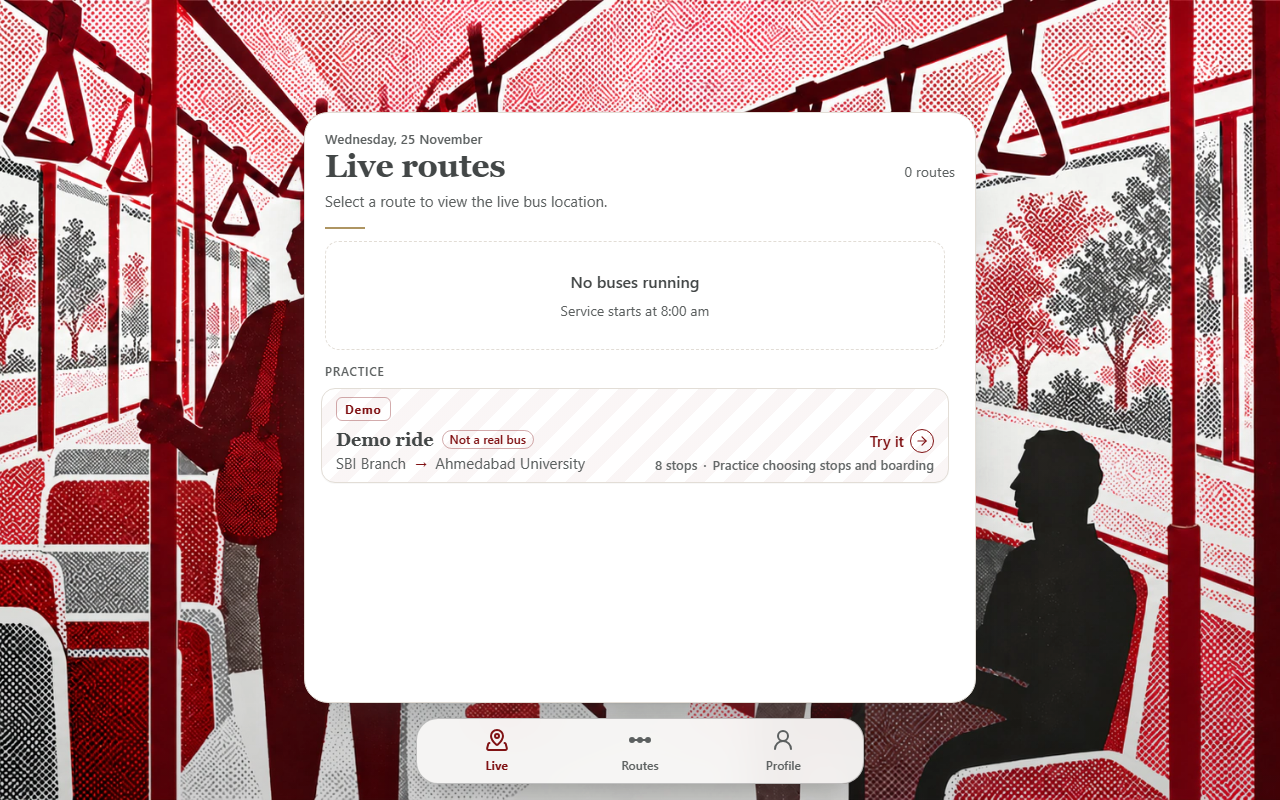 Wednesday, 25 November
Live routes
0 routes
Select a route to view the live bus location.
No buses running
Service starts at 8:00 am
PRACTICE
Demo
Demo ride
Not a real bus
Try it
SBI Branch → Ahmedabad University
8 stops · Practice choosing stops and boarding
Live
Routes
Profile